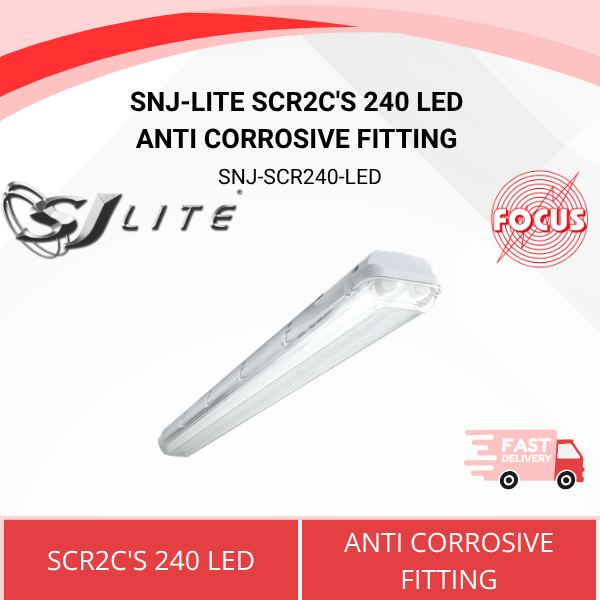 SNJ-LITE SCR2C'S 240 LED
ANTI CORROSIVE FITTING
SNJ-SCR240-LED
SJ LITE ®
FOCUS
FAST
DELIVERY
SCR2C'S 240 LED
ANTI CORROSIVE
FITTING